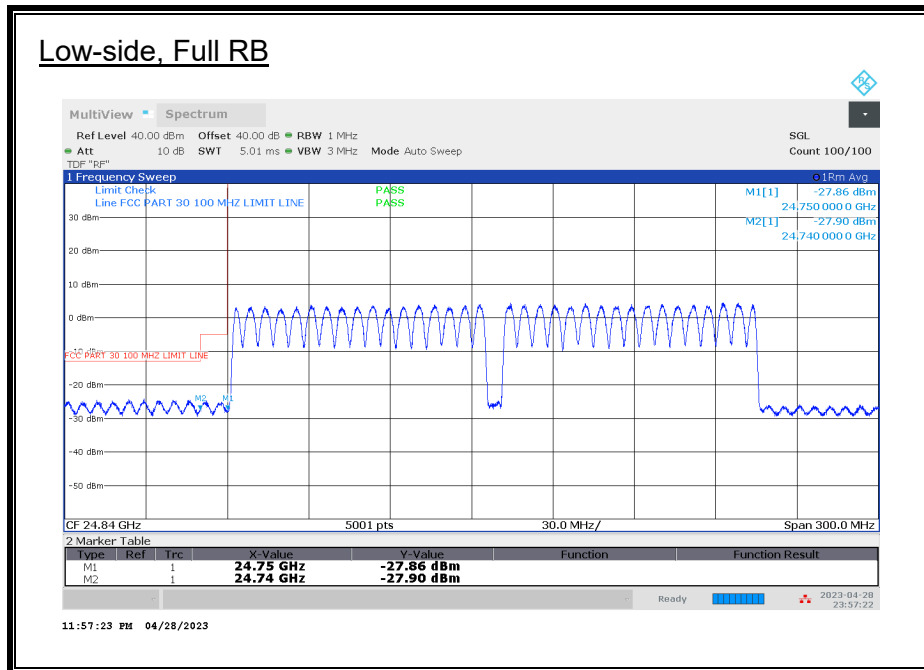 Low-side, Full RB
R&S
MultiView Spectrum
Ref Level 40.00 dBm Offset 40.00 dB RBW 1 MHz SGL
Att 10 dB SWT 5.01 ms VBW 3 MHz Mode Auto Sweep Count 100/100
TDF "RF"
1 Frequency Sweep 1Rm Avg
Limit Check PASS M1[1] -27.86 dBm
Line FCC PART 30 100 MHZ LIMIT LINE PASS 24.750 000 0 GHz
30 dBm M2[1] -27.90 dBm
24.740 000 0 GHz
20 dBm
10 dBm
0 dBm
-10 dBm
FCC PART 30 100 MHZ LIMIT LINE
-20 dBm
M2 M1
-30 dBm
-40 dBm
-50 dBm
CF 24.84 GHz 5001 pts 30.0 MHz/ Span 300.0 MHz
2 Marker Table
Type Ref Trc X-Value Y-Value Function Function Result
M1 1 24.75 GHz -27.86 dBm
M2 1 24.74 GHz -27.90 dBm
Ready 2023-04-28
23:57:22
11:57:23 PM 04/28/2023